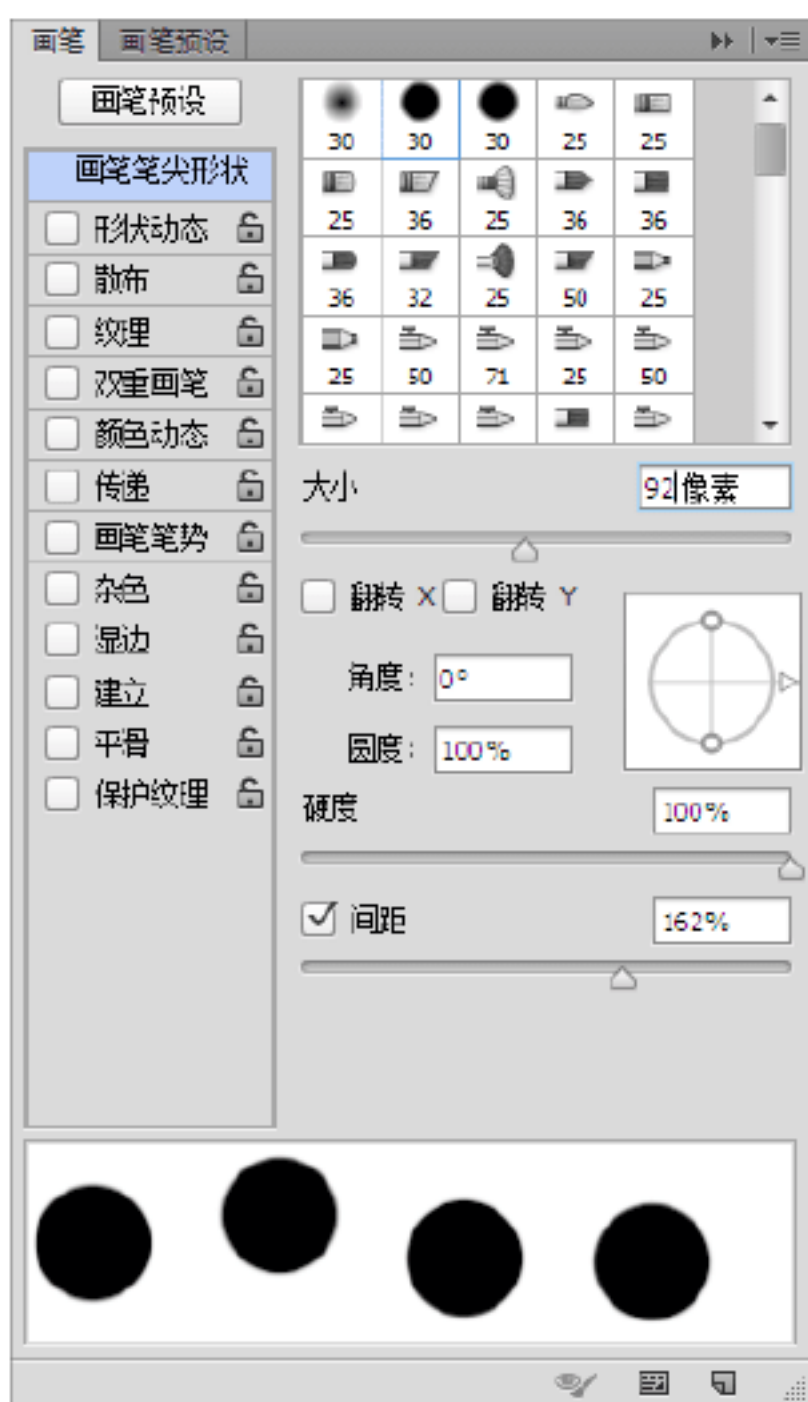 画笔 画笔预设
画笔预设
画笔笔尖形状
形状动态
散布
纹理
双重画笔
颜色动态
传递
画笔笔势
杂色
湿边
建立
平滑
保护纹理
30 30 30 25 25
25 36 25 36 36
36 32 25 50 25
25 50 71 25 50
大小 92像素
翻转 X 翻转 Y
角度: 0°
圆度: 100%
硬度 100%
间距 162%